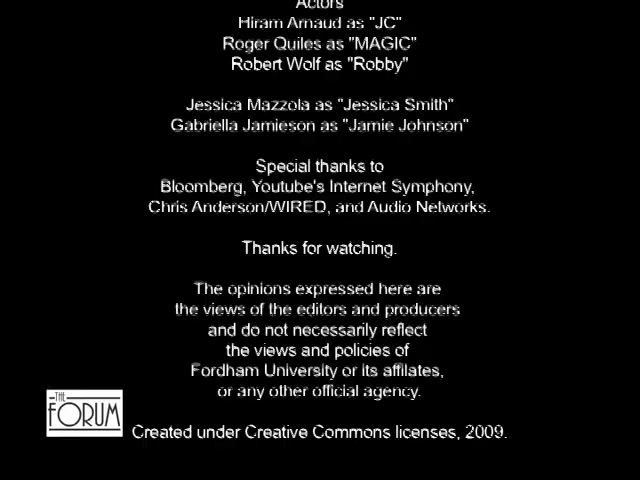 Actors
Hiram Arnaud as "JC"
Roger Quiles as "MAGIC"
Robert Wolf as "Robby"
Jessica Mazzola as "Jessica Smith"
Gabriella Jamieson as "Jamie Johnson"
Special thanks to
Bloomberg, Youtube's Internet Symphony,
Chris Anderson/WIRED, and Audio Networks.
Thanks for watching.
The opinions expressed here are
the views of the editors and producers
and do not necessarily reflect
the views and policies of
Fordham University or its affilates,
or any other official agency.
THE
FORUM
Created under Creative Commons licenses, 2009.